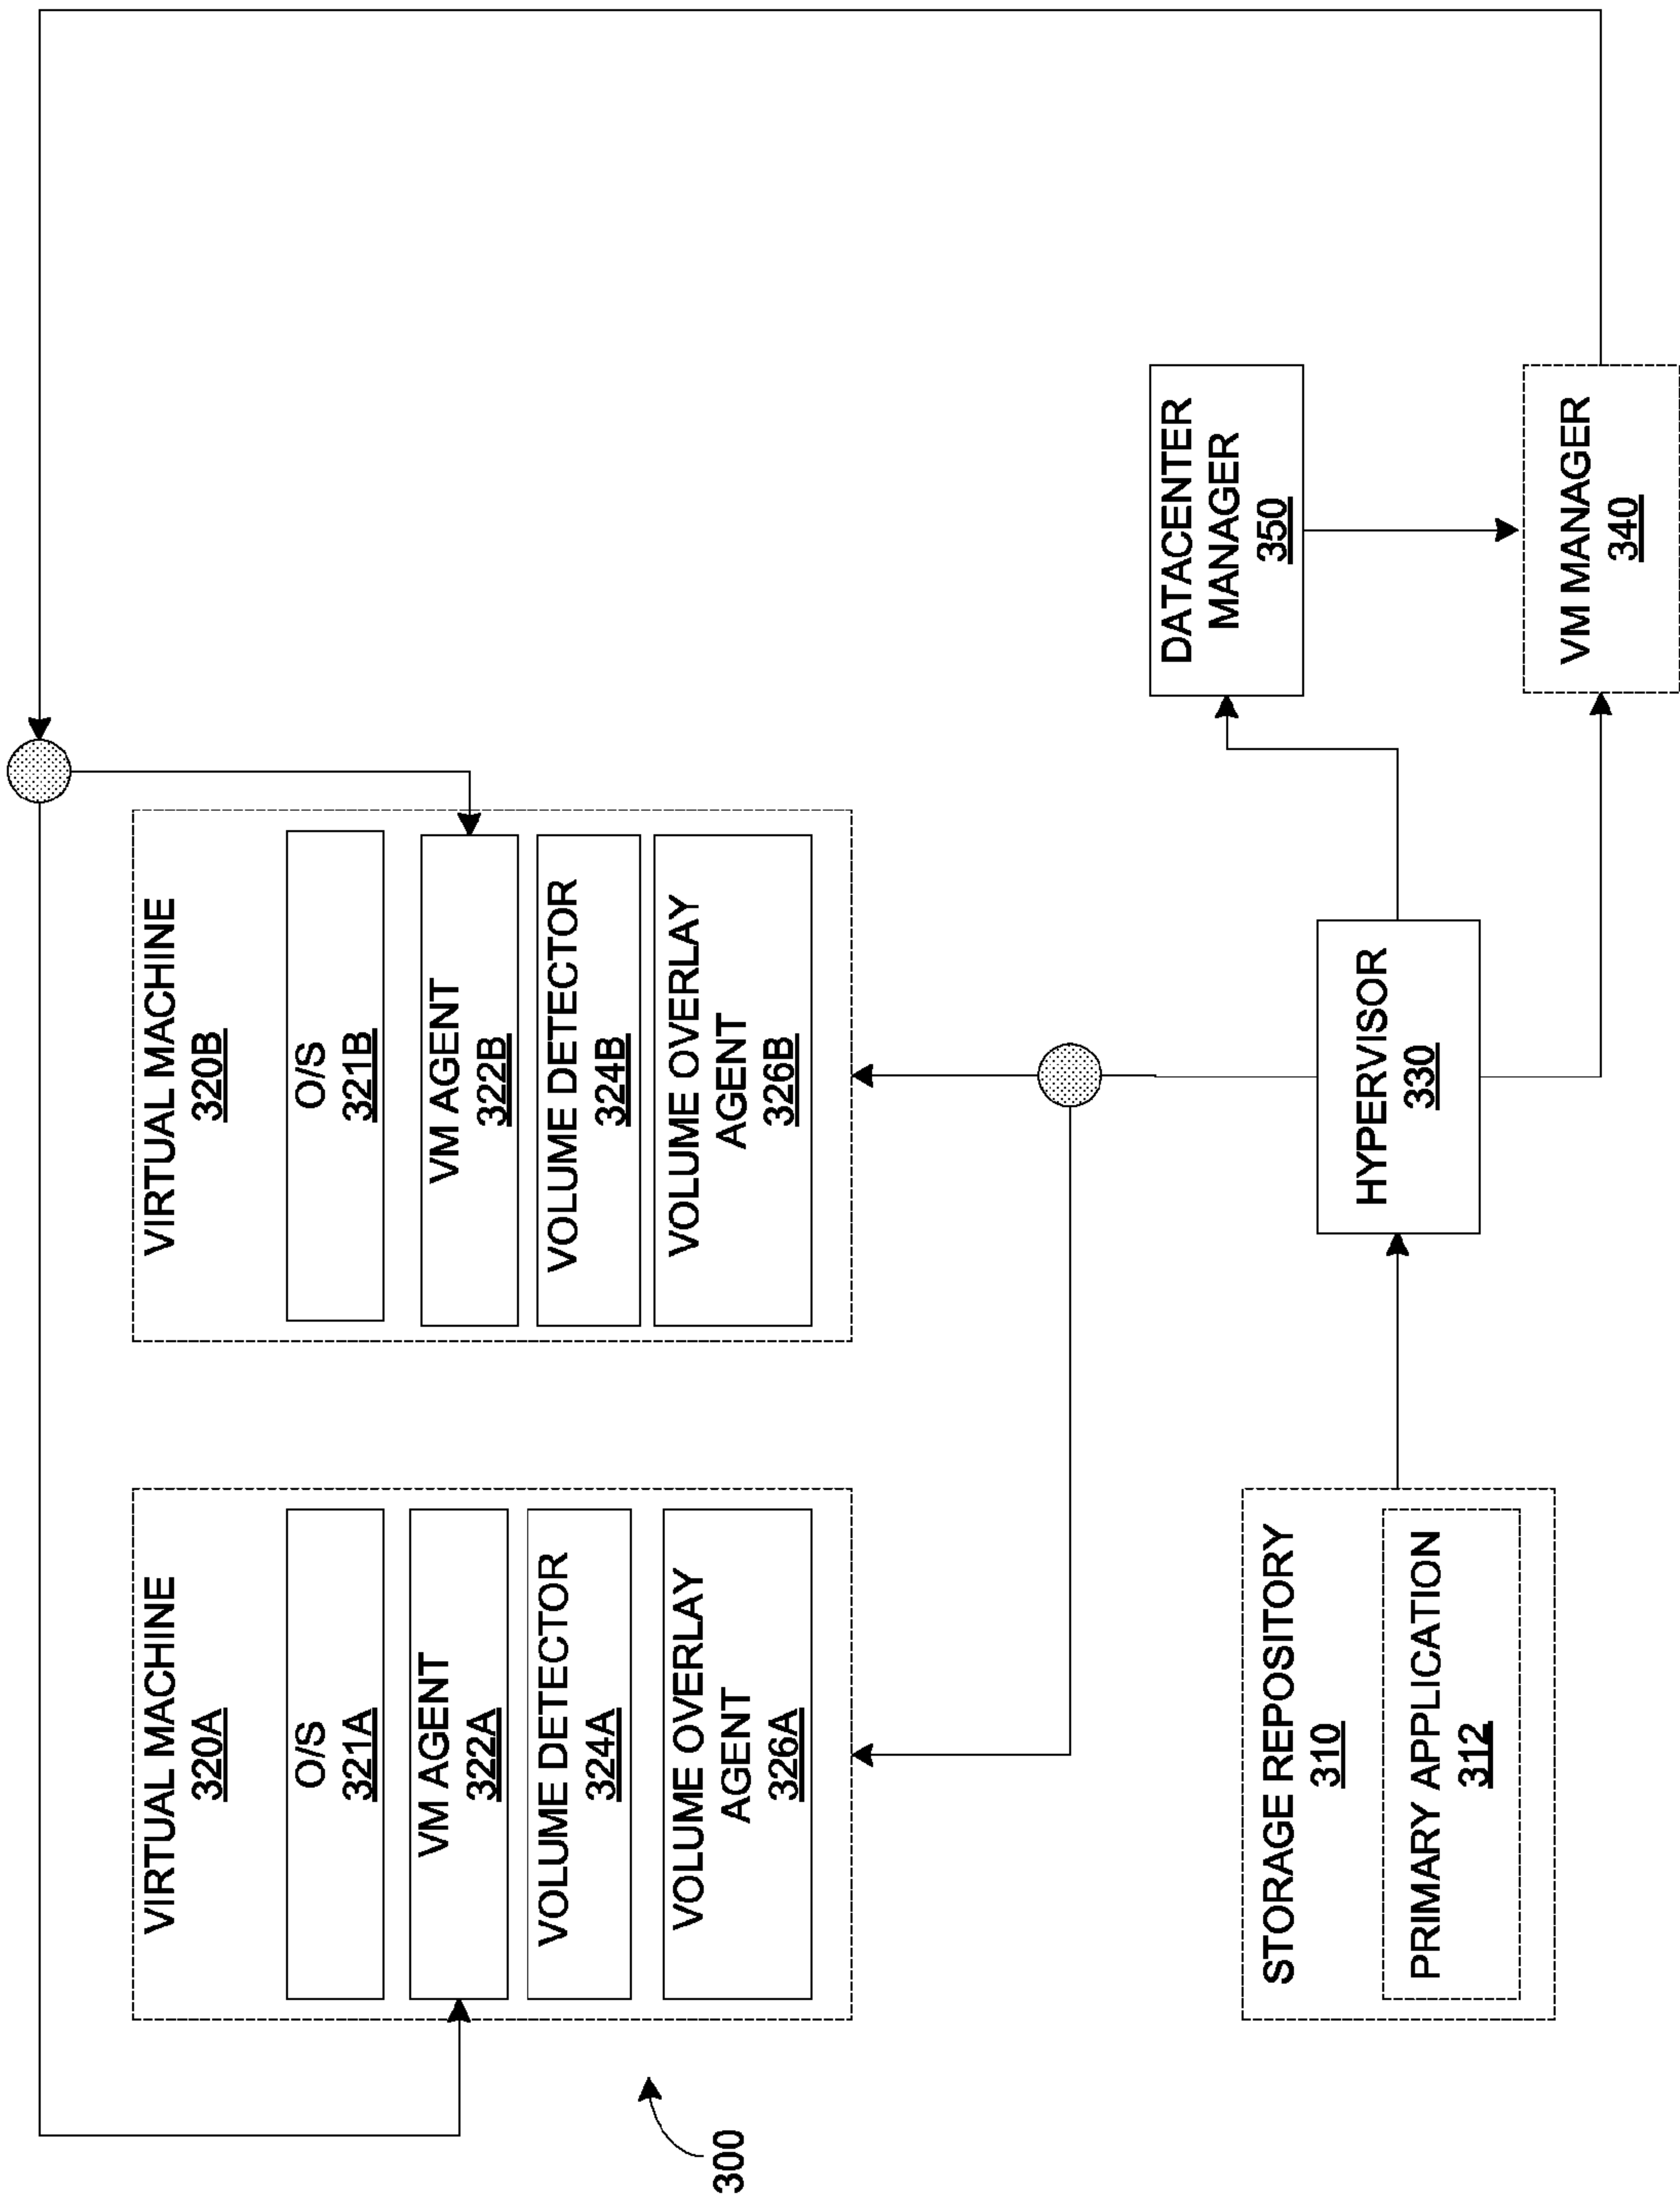 VIRTUAL MACHINE
320A
O/S
321A
VM AGENT
322A
VOLUME DETECTOR
324A
VOLUME OVERLAY
AGENT
326A
VIRTUAL MACHINE
320B
O/S
321B
VM AGENT
322B
VOLUME DETECTOR
324B
VOLUME OVERLAY
AGENT
326B
300
STORAGE REPOSITORY
310
PRIMARY APPLICATION
312
HYPERVISOR
330
DATACENTER
MANAGER
350
VM MANAGER
340